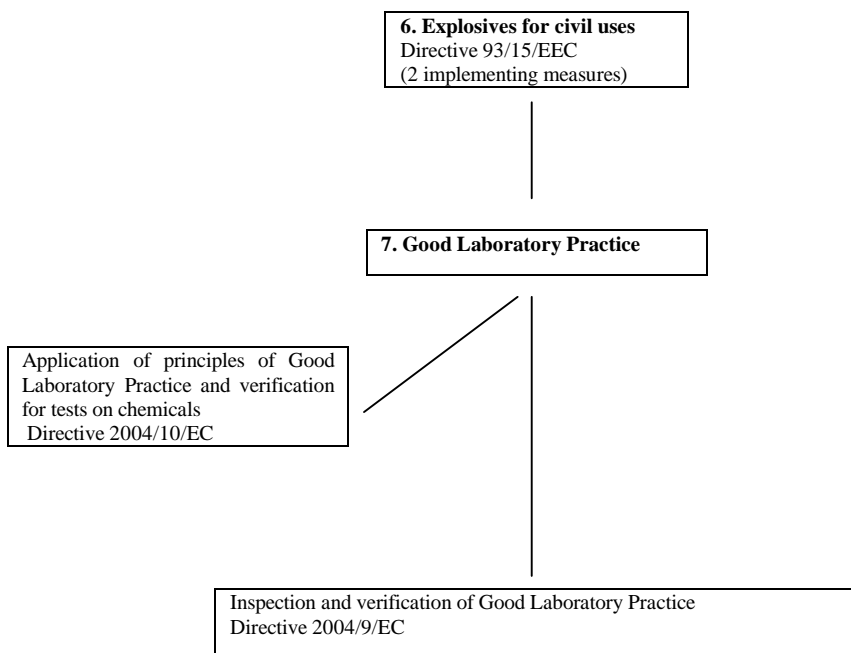 6. Explosives for civil uses
Directive 93/15/EEC
(2 implementing measures)
7. Good Laboratory Practice
Application of principles of Good
Laboratory Practice and verification
for tests on chemicals
Directive 2004/10/EC
Inspection and verification of Good Laboratory Practice
Directive 2004/9/EC